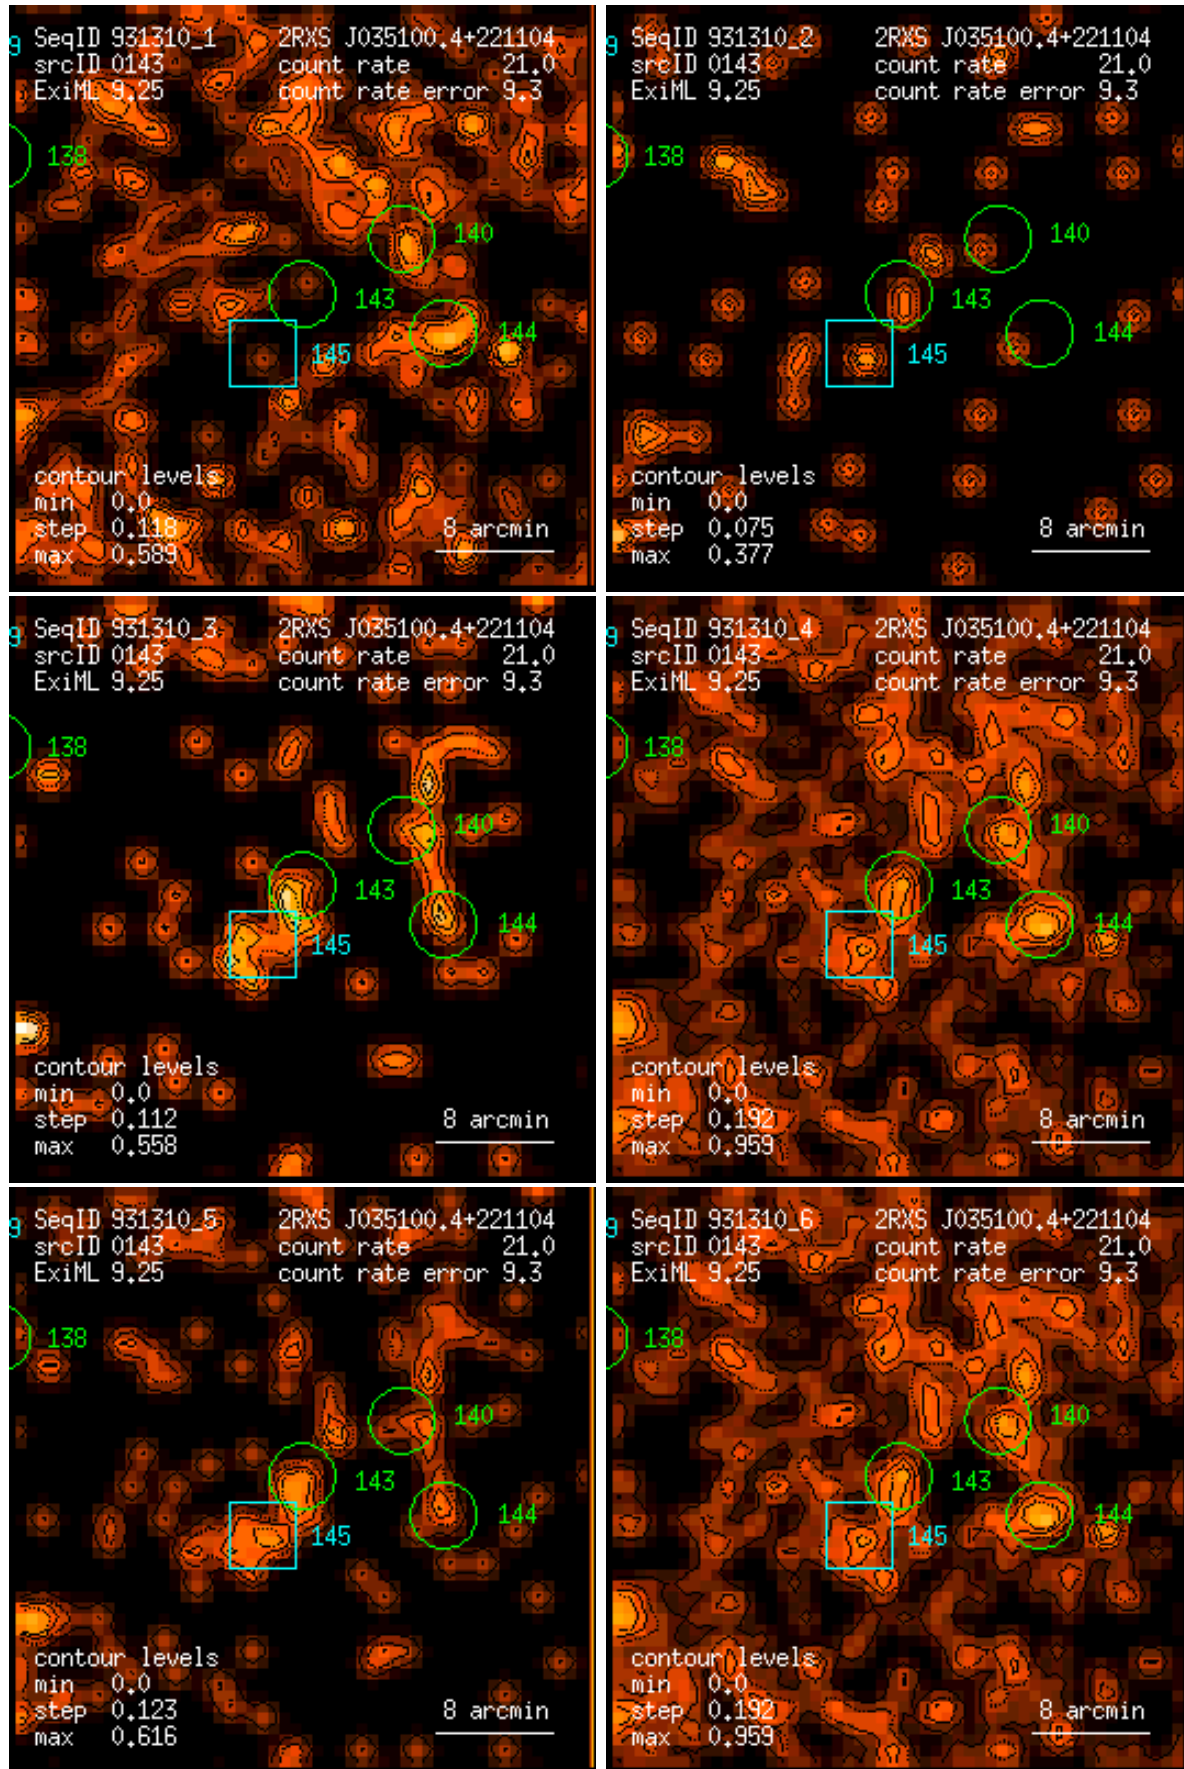 SeqID 931310_1 2RXS J035100.4+221104
9 srcID 0143 count rate 21.0
ExiML 9.25 count rate error 9.3
138
140
143
144
145
contour levels
min 0.0
step 0.118 8 arcmin
max 0.589
SeqID 931310_2 2RXS J035100.4+221104
9 srcID 0143 count rate 21.0
ExiML 9.25 count rate error 9.3
138
140
143
144
145
contour levels
min 0.0
step 0.075 8 arcmin
max 0.377
SeqID 931310_3 2RXS J035100.4+221104
9 srcID 0143 count rate 21.0
ExiML 9.25 count rate error 9.3
138
140
143
144
145
contour levels
min 0.0
step 0.112 8 arcmin
max 0.558
SeqID 931310_4 2RXS J035100.4+221104
9 srcID 0143 count rate 21.0
ExiML 9.25 count rate error 9.3
138
140
143
144
145
contour levels
min 0.0
step 0.192 8 arcmin
max 0.959
SeqID 931310_5 2RXS J035100.4+221104
9 srcID 0143 count rate 21.0
ExiML 9.25 count rate error 9.3
138
140
143
144
145
contour levels
min 0.0
step 0.123 8 arcmin
max 0.616
SeqID 931310_6 2RXS J035100.4+221104
9 srcID 0143 count rate 21.0
ExiML 9.25 count rate error 9.3
138
140
143
144
145
contour levels
min 0.0
step 0.192 8 arcmin
max 0.959